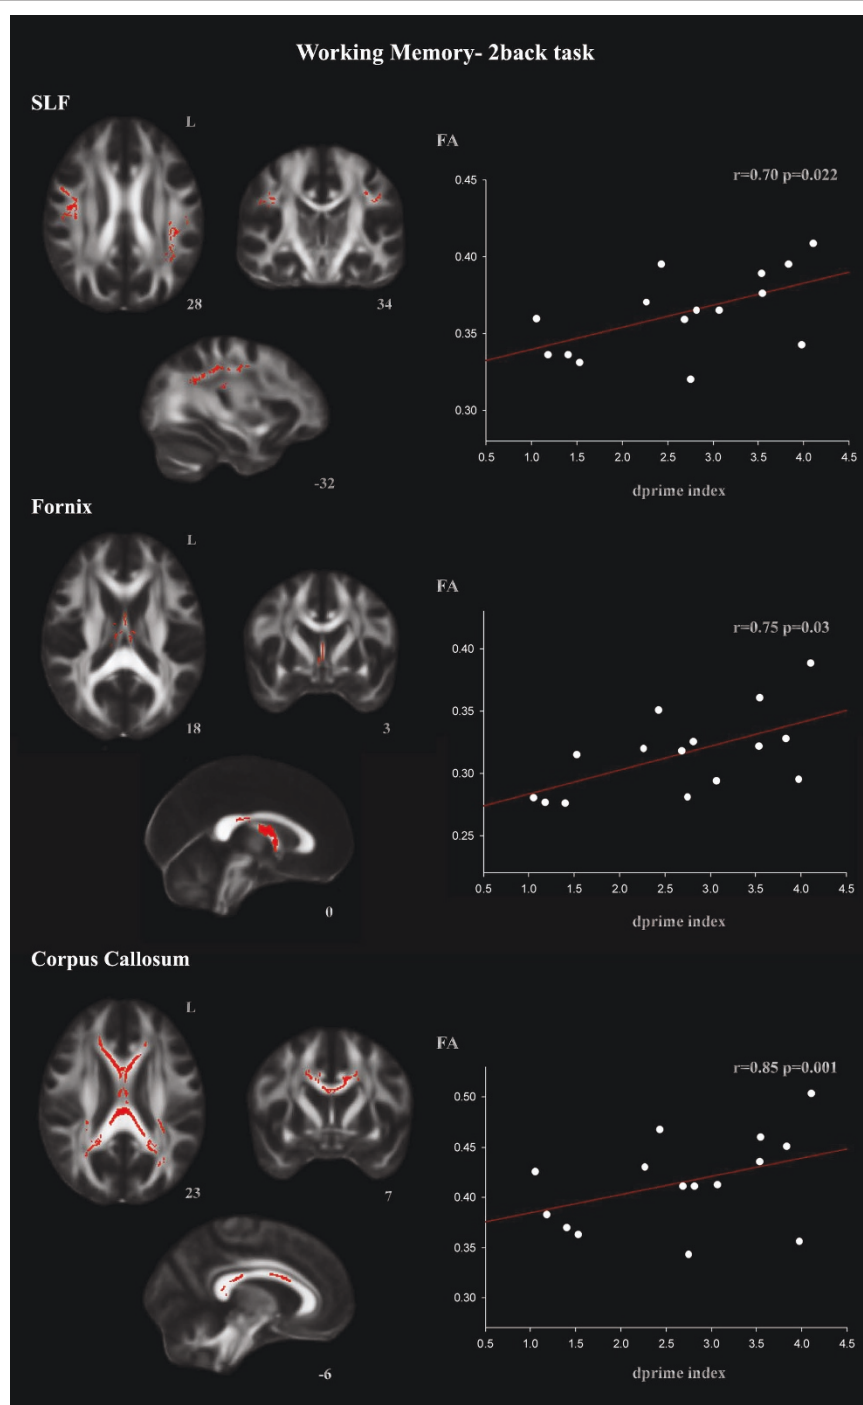 Working Memory- 2back task
SLF
L
28
34
-32
FA
r=0.70 p=0.022
0.45
0.40
0.35
0.30
0.5 1.0 1.5 2.0 2.5 3.0 3.5 4.0 4.5
dprime index
Fornix
L
18
3
0
FA
r=0.75 p=0.03
0.40
0.35
0.30
0.25
0.5 1.0 1.5 2.0 2.5 3.0 3.5 4.0 4.5
dprime index
Corpus Callosum
L
23
7
-6
FA
r=0.85 p=0.001
0.50
0.45
0.40
0.35
0.30
0.5 1.0 1.5 2.0 2.5 3.0 3.5 4.0 4.5
dprime index